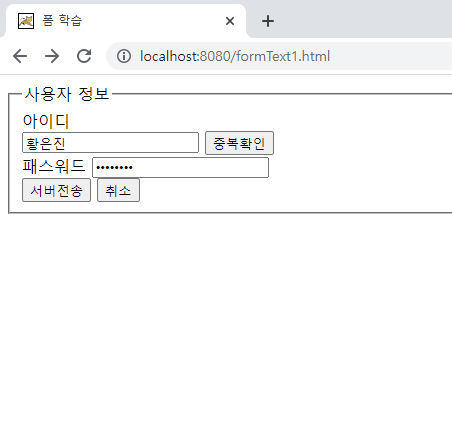 폼 학습
localhost:8080/formText1.html
사용자 정보
아이디
황은진 중복확인
패스워드 ••••••••
서버전송 취소